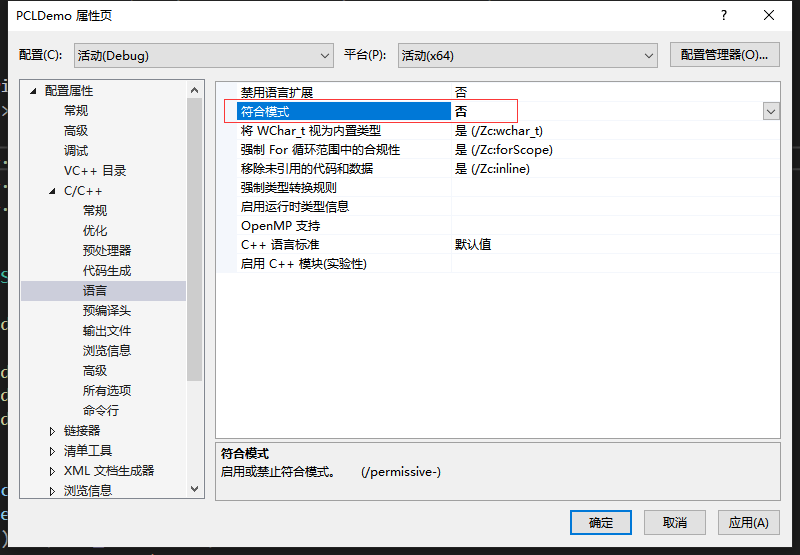 PCLDemo 属性页
配置(C): 活动(Debug) 平台(P): 活动(x64) 配置管理器(O)...
配置属性
常规
高级
调试
VC++ 目录
C/C++
常规
优化
预处理器
代码生成
语言
预编译头
输出文件
浏览信息
高级
所有选项
命令行
链接器
清单工具
XML 文档生成器
浏览信息
禁用语言扩展 否
符合模式 否
将 WChar_t 视为内置类型 是 (/Zc:wchar_t)
强制 For 循环范围中的合规性 是 (/Zc:forScope)
移除未引用的代码和数据 是 (/Zc:inline)
强制类型转换规则
启用运行时类型信息
OpenMP 支持
C++ 语言标准 默认值
启用 C++ 模块(实验性)
符合模式
启用或禁止符合模式。 (/permissive-)
确定 取消 应用(A)